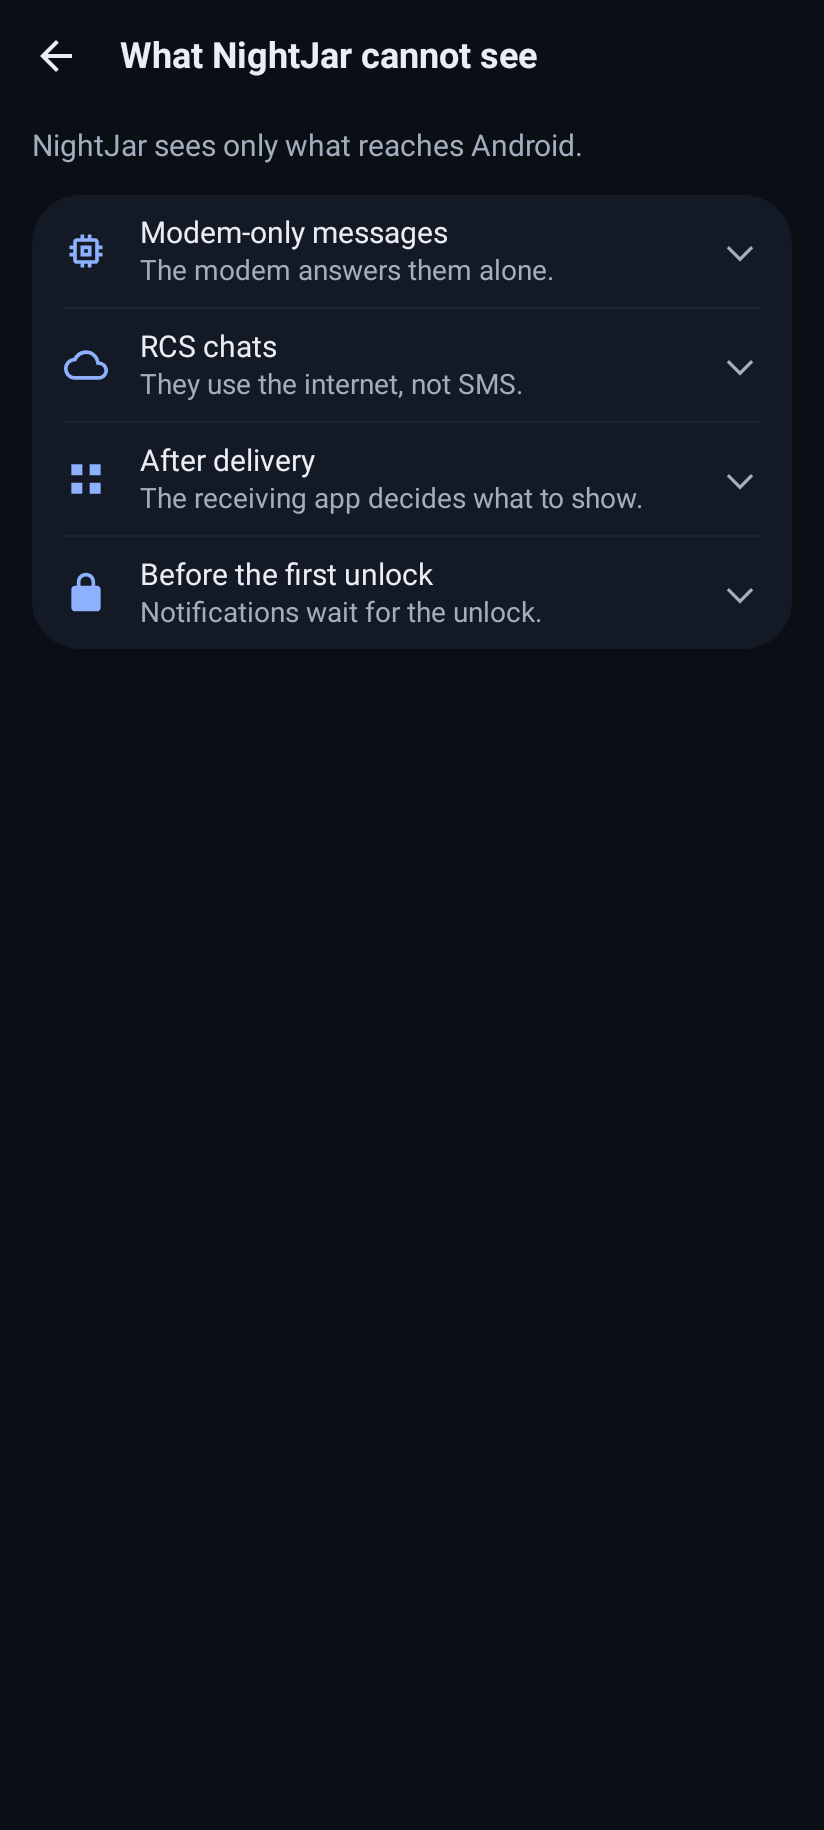 What NightJar cannot see
NightJar sees only what reaches Android.
Modem-only messages
The modem answers them alone.
RCS chats
They use the internet, not SMS.
After delivery
The receiving app decides what to show.
Before the first unlock
Notifications wait for the unlock.